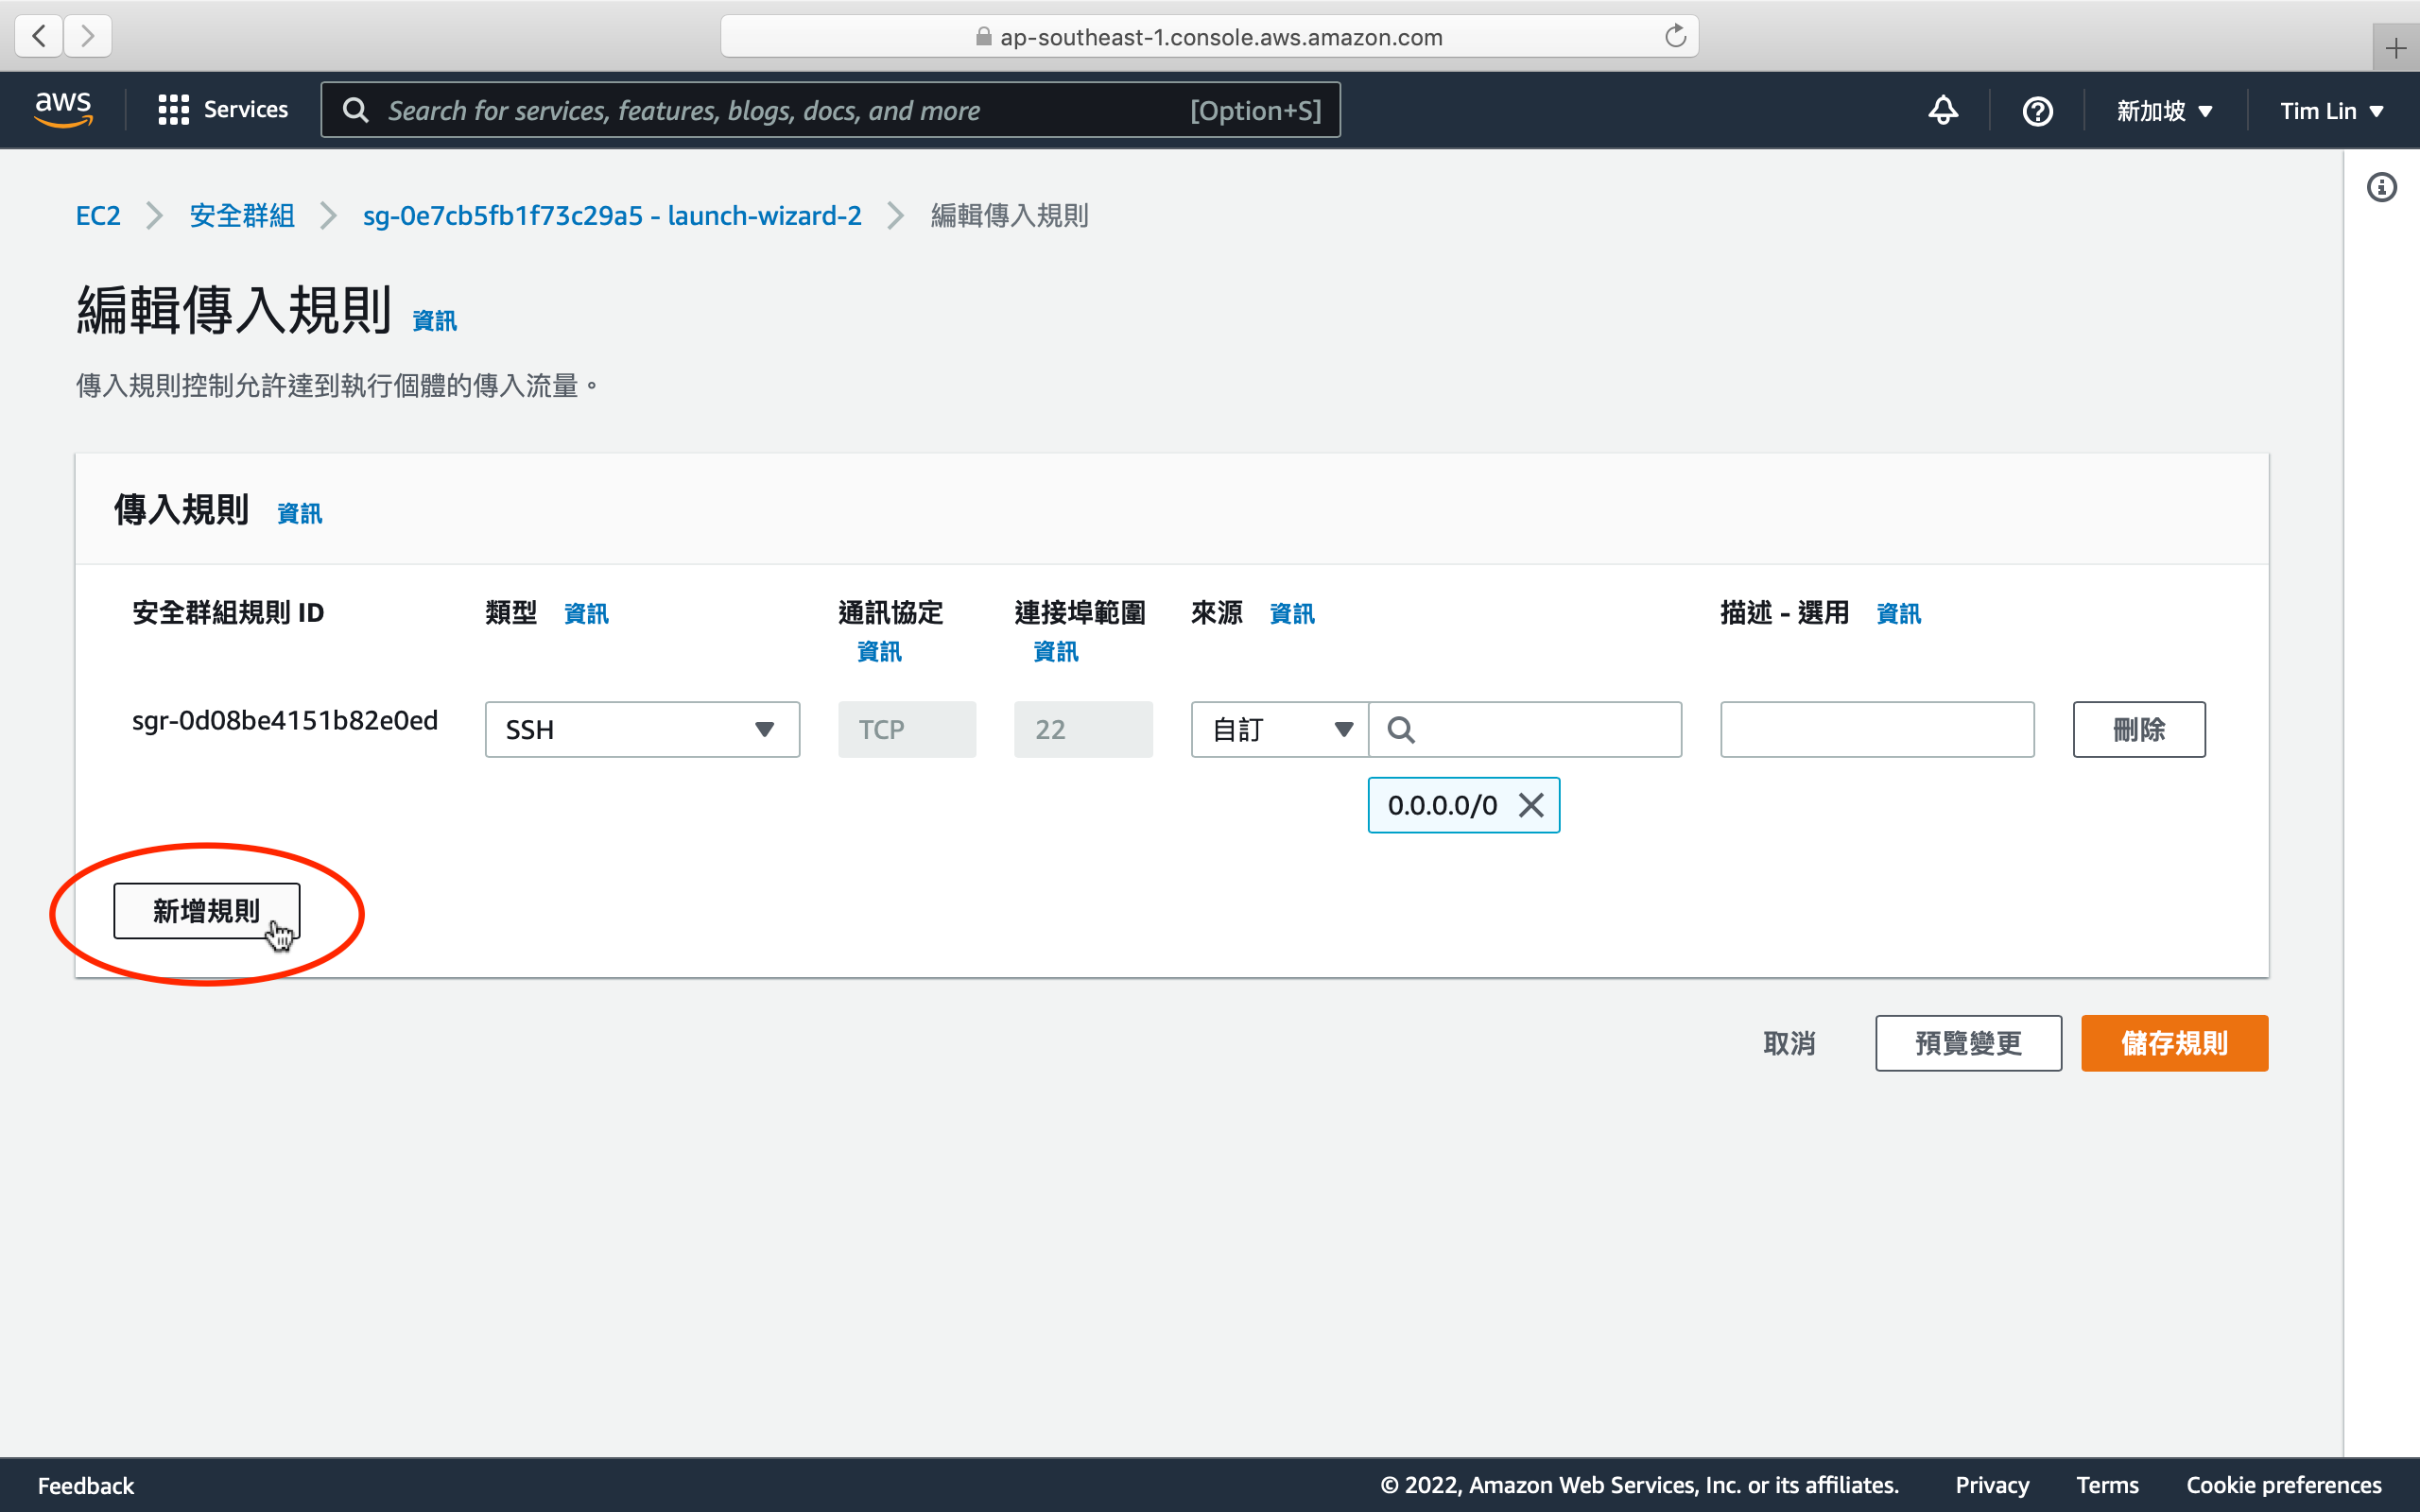 ap-southeast-1.console.aws.amazon.com
aws
Services
Search for services, features, blogs, docs, and more [Option+S]
新加坡
Tim Lin
EC2 安全群組 sg-0e7cb5fb1f73c29a5 - launch-wizard-2 編輯傳入規則
編輯傳入規則 資訊
傳入規則控制允許達到執行個體的傳入流量。
傳入規則 資訊
安全群組規則 ID 類型 資訊 通訊協定 資訊 連接埠範圍 資訊 來源 資訊 描述 - 選用 資訊
sgr-0d08be4151b82e0ed SSH TCP 22 自訂 刪除
0.0.0.0/0
新增規則
取消 預覽變更 儲存規則
Feedback © 2022, Amazon Web Services, Inc. or its affiliates. Privacy Terms Cookie preferences